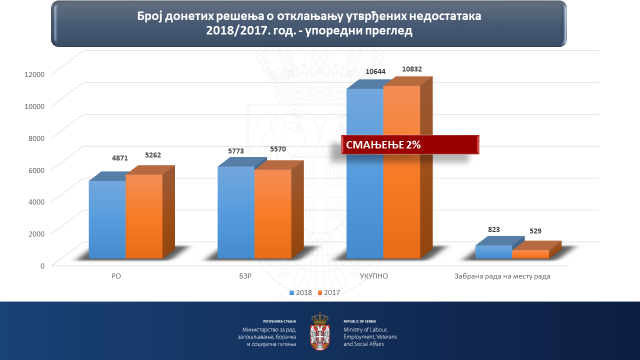 Број донетих решења о отклањању утврђених недостатака
2018/2017. год. - упоредни преглед
12000
10000
8000
6000
4000
2000
0
4871
5262
5773
5570
10644
10832
823
529
СМАЊЕЊЕ 2%
РО
БЗР
УКУПНО
Забрана рада на месту рада
2018
2017
РЕПУБЛИКА СРБИЈА
Министарство за рад,
запошљавање, борачка
и социјална питања
REPUBLIC OF SERBIA
Ministry of Labour,
Employment, Veterans
and Social Affairs